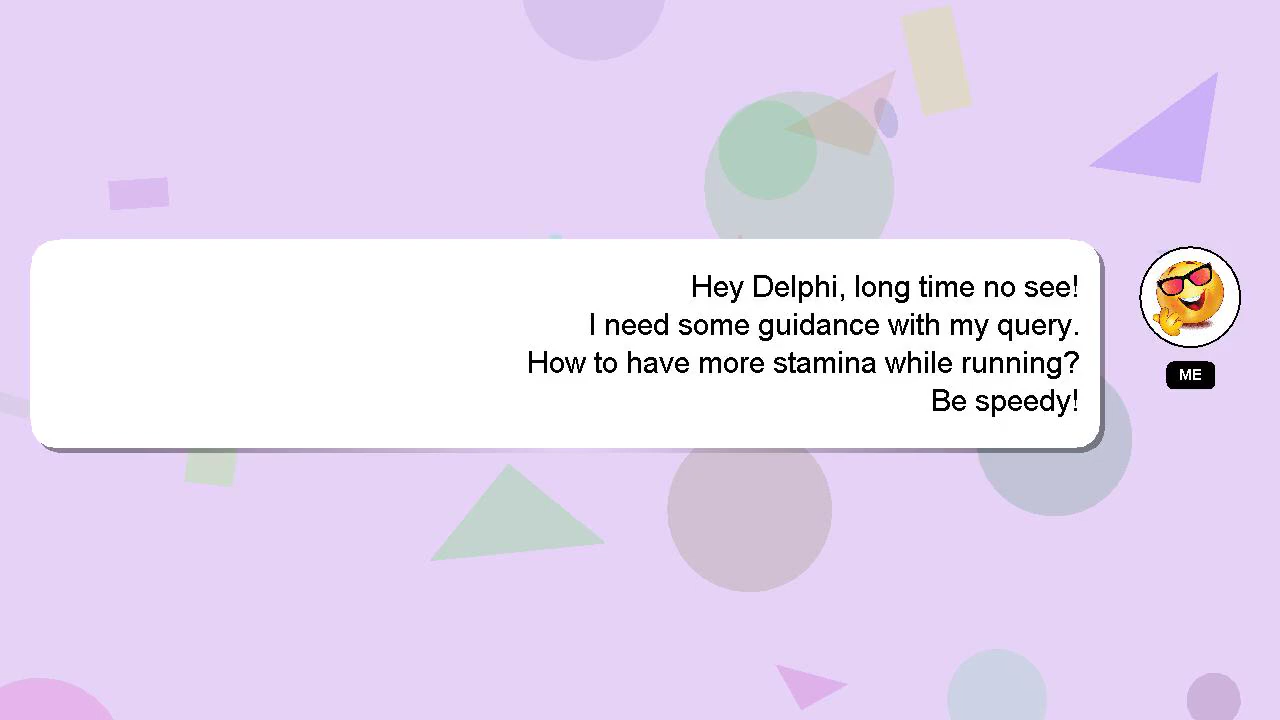 Hey Delphi, long time no see!
I need some guidance with my query.
How to have more stamina while running?
Be speedy!
ME